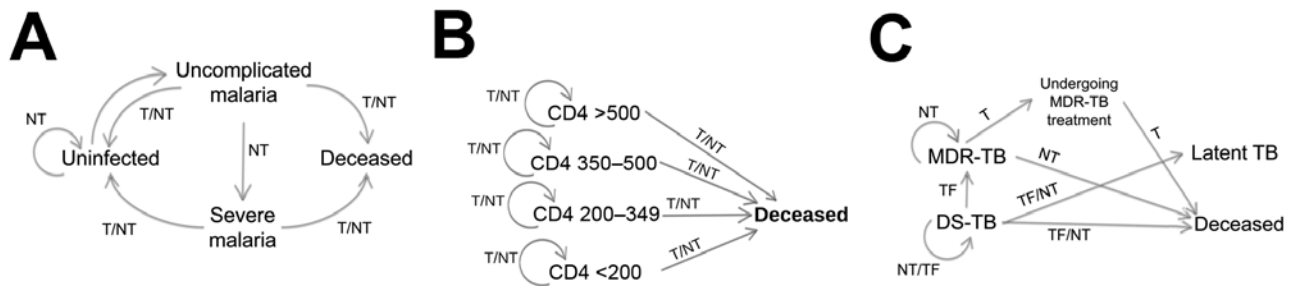 A
Uncomplicated
malaria
NT
T/NT
T/NT
Uninfected
NT
Deceased
T/NT
Severe
malaria
T/NT
B
T/NT
CD4 >500
T/NT
T/NT
CD4 350–500
T/NT
T/NT
CD4 200–349
T/NT
Deceased
T/NT
CD4 <200
T/NT
C
Undergoing
MDR-TB
treatment
NT
T
T
MDR-TB
NT
Latent TB
TF
TF/NT
DS-TB
TF/NT
Deceased
NT/TF